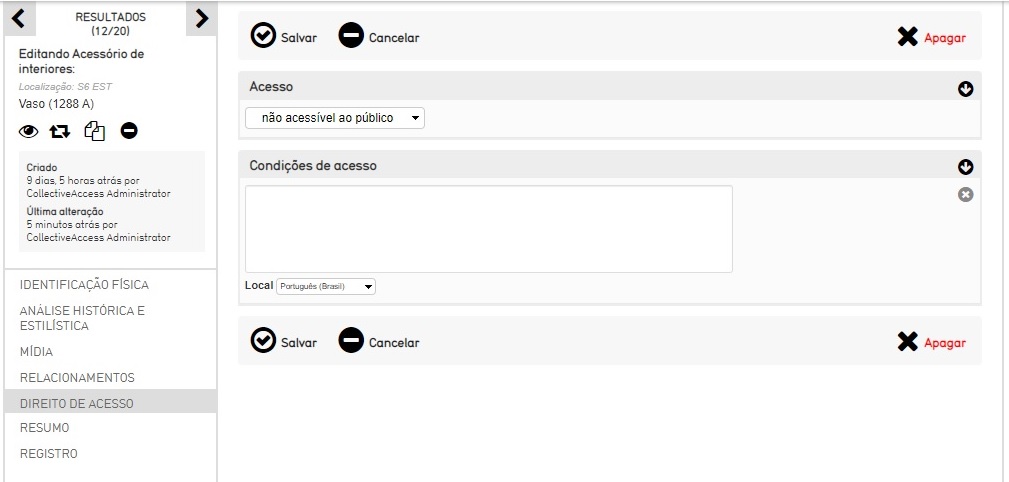 RESULTADOS
(12/20)
Editando Acessório de
interiores:
Localização: S6 EST
Vaso (1288 A)
Criado
9 dias, 5 horas atrás por
CollectiveAccess Administrator
Última alteração
5 minutos atrás por
CollectiveAccess Administrator
IDENTIFICAÇÃO FÍSICA
ANÁLISE HISTÓRICA E
ESTILÍSTICA
MÍDIA
RELACIONAMENTOS
DIREITO DE ACESSO
RESUMO
REGISTRO
Salvar Cancelar Apagar
Acesso
não acessível ao público
Condições de acesso
Local Português (Brasil)
Salvar Cancelar Apagar